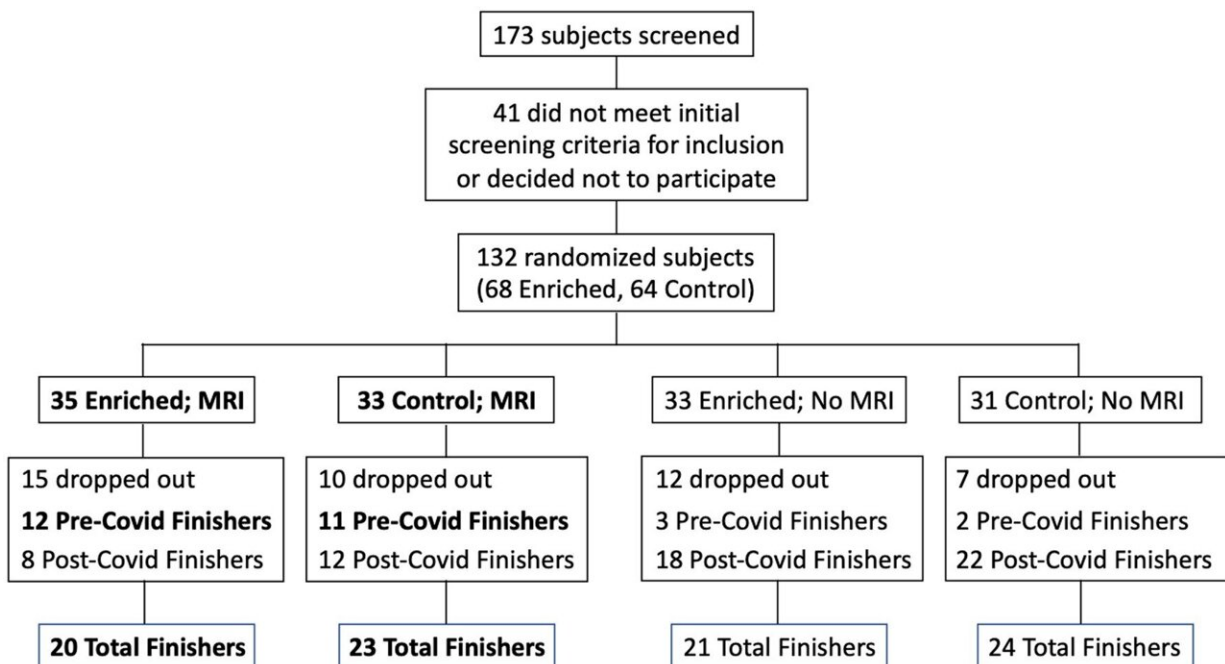 173 subjects screened
41 did not meet initial
screening criteria for inclusion
or decided not to participate
132 randomized subjects
(68 Enriched, 64 Control)
35 Enriched; MRI
33 Control; MRI
33 Enriched; No MRI
31 Control; No MRI
15 dropped out
12 Pre-Covid Finishers
8 Post-Covid Finishers
10 dropped out
11 Pre-Covid Finishers
12 Post-Covid Finishers
12 dropped out
3 Pre-Covid Finishers
18 Post-Covid Finishers
7 dropped out
2 Pre-Covid Finishers
22 Post-Covid Finishers
20 Total Finishers
23 Total Finishers
21 Total Finishers
24 Total Finishers